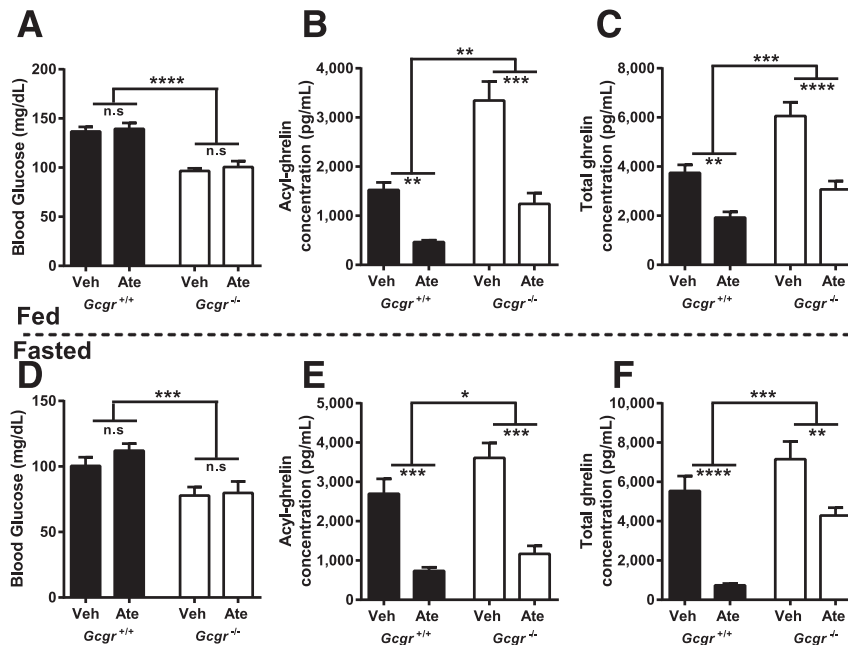 A
B
C
Blood Glucose (mg/dL)
200
150
100
50
0
n.s
****
n.s
Veh Ate Veh Ate
Gcgr +/+ Gcgr -/-
Acyl-ghrelin
concentration (pg/mL)
4,000
3,000
2,000
1,000
0
**
**
***
Veh Ate Veh Ate
Gcgr +/+ Gcgr -/-
Total ghrelin
concentration (pg/mL)
8,000
6,000
4,000
2,000
0
***
**
****
Veh Ate Veh Ate
Gcgr +/+ Gcgr -/-
Fed
Fasted
D
E
F
Blood Glucose (mg/dL)
150
100
50
0
***
n.s
n.s
Veh Ate Veh Ate
Gcgr +/+ Gcgr -/-
Acyl-ghrelin
concentration (pg/mL)
5,000
4,000
3,000
2,000
1,000
0
*
***
***
Veh Ate Veh Ate
Gcgr +/+ Gcgr -/-
Total ghrelin
concentration (pg/mL)
10,000
8,000
6,000
4,000
2,000
0
***
****
**
Veh Ate Veh Ate
Gcgr +/+ Gcgr -/-